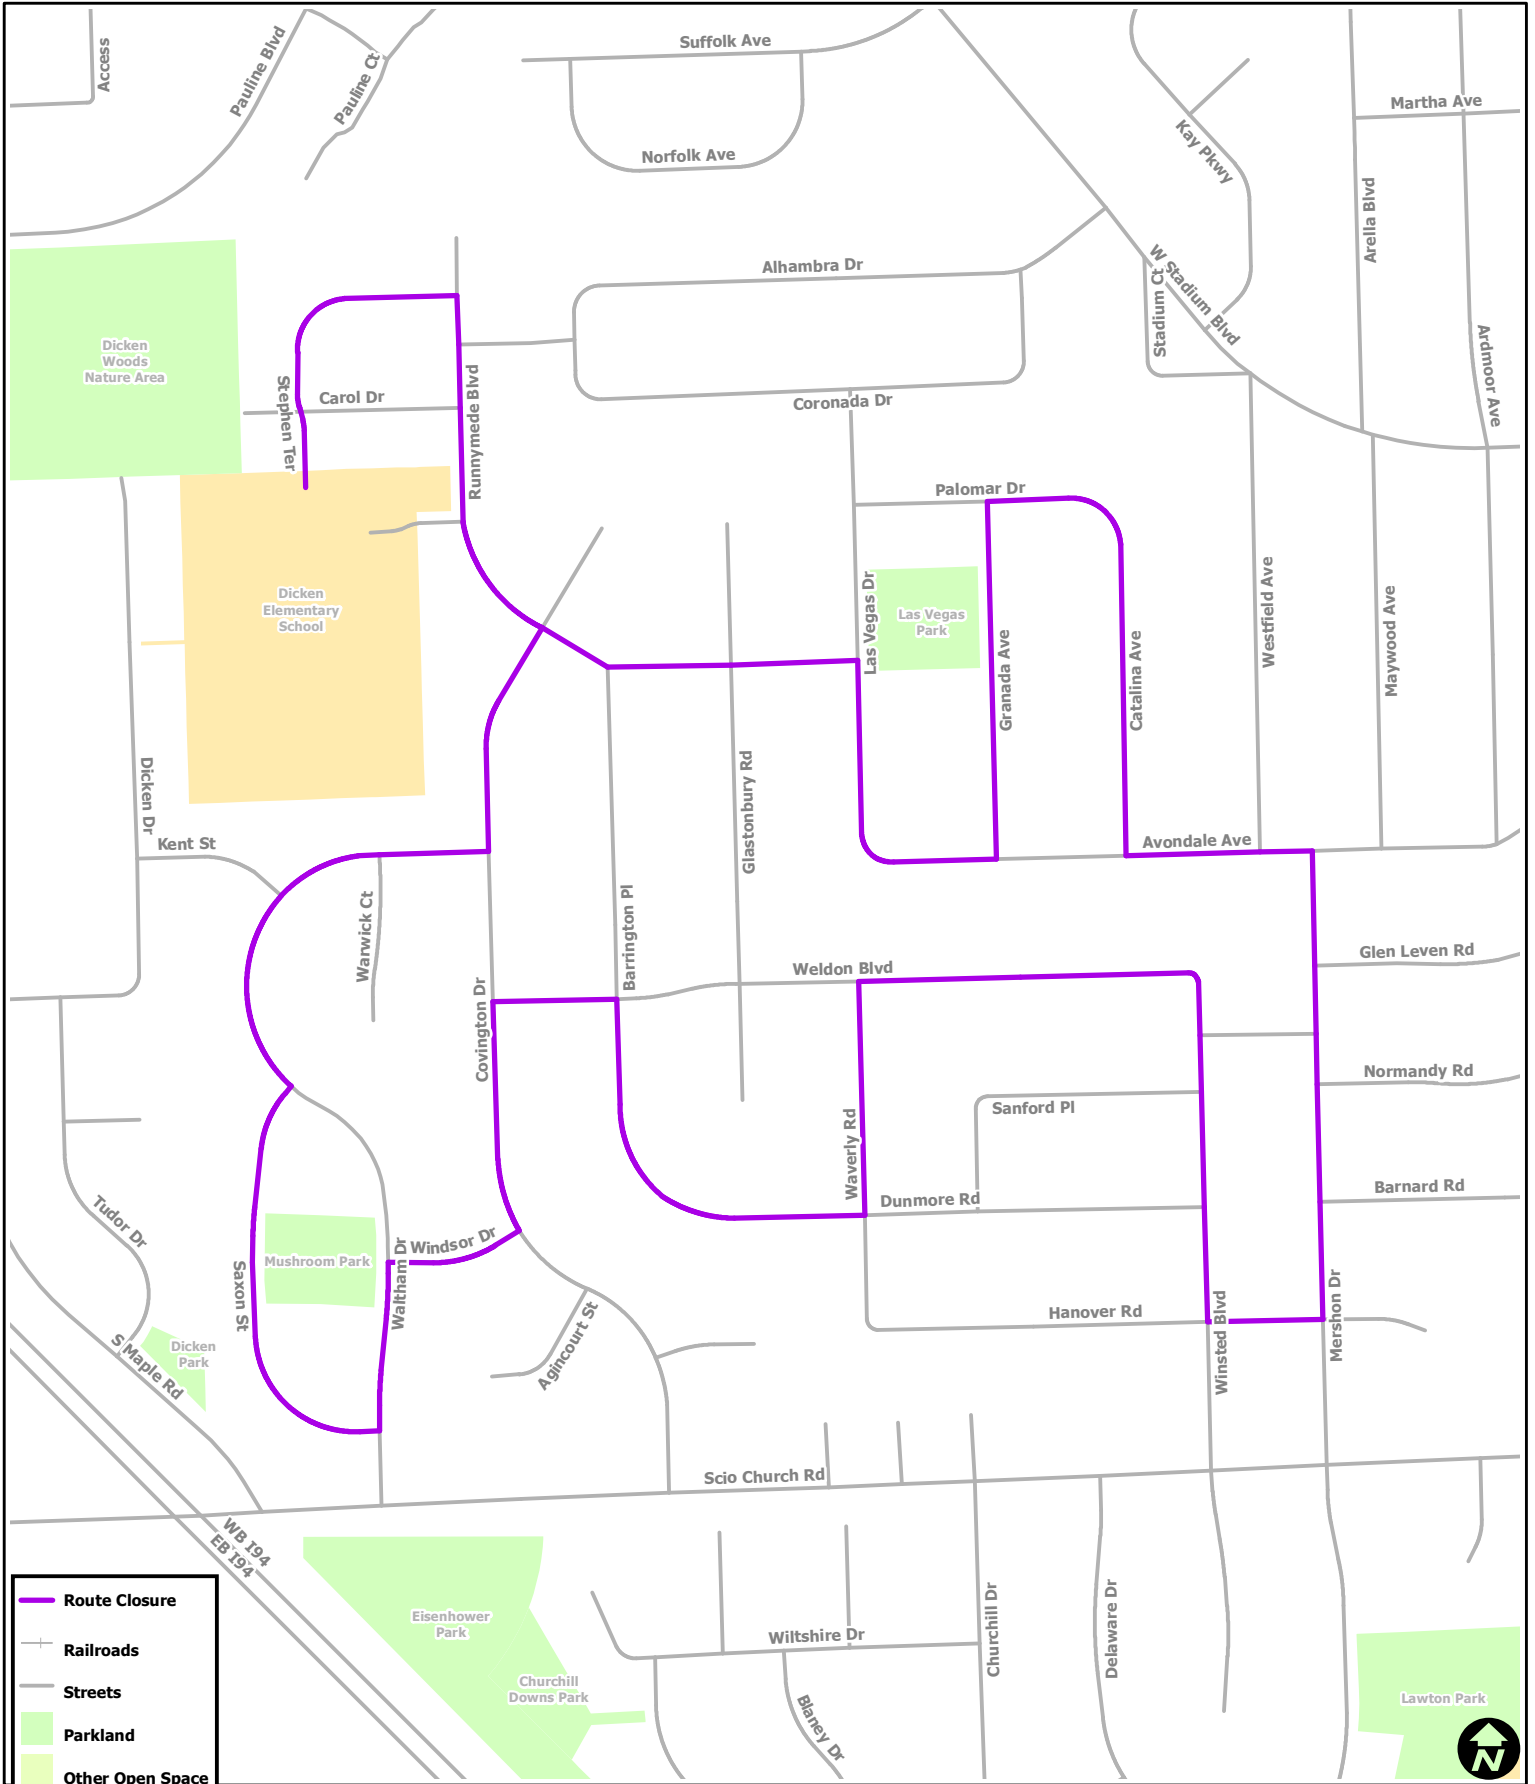 Access
Pauline Blvd
Pauline Ct
Suffolk Ave
Norfolk Ave
Kay Pkwy
Martha Ave
Arella Blvd
Alhambra Dr
W Stadium Blvd
Stadium Ct
Ardmoor Ave
Dicken
Woods
Nature Area
Stephen Ter
Carol Dr
Runnymede Blvd
Coronada Dr
Palomar Dr
Dicken
Elementary
School
Las Vegas Dr
Las Vegas
Park
Granada Ave
Catalina Ave
Westfield Ave
Maywood Ave
Dicken Dr
Kent St
Glastonbury Rd
Avondale Ave
Warwick Ct
Barrington Pl
Weldon Blvd
Glen Leven Rd
Covington Dr
Normandy Rd
Sanford Pl
Waverly Rd
Dunmore Rd
Barnard Rd
Tudor Dr
Mushroom Park
Windsor Dr
Saxon St
Waltham Dr
Agincourt St
Hanover Rd
Winsted Blvd
Mershon Dr
S Maple Rd
Dicken
Park
Scio Church Rd
WB I94
EB I94
Eisenhower
Park
Churchill
Downs Park
Wiltshire Dr
Blaney Dr
Churchill Dr
Delaware Dr
Lawton Park
Route Closure
Railroads
Streets
Parkland
Other Open Space
N